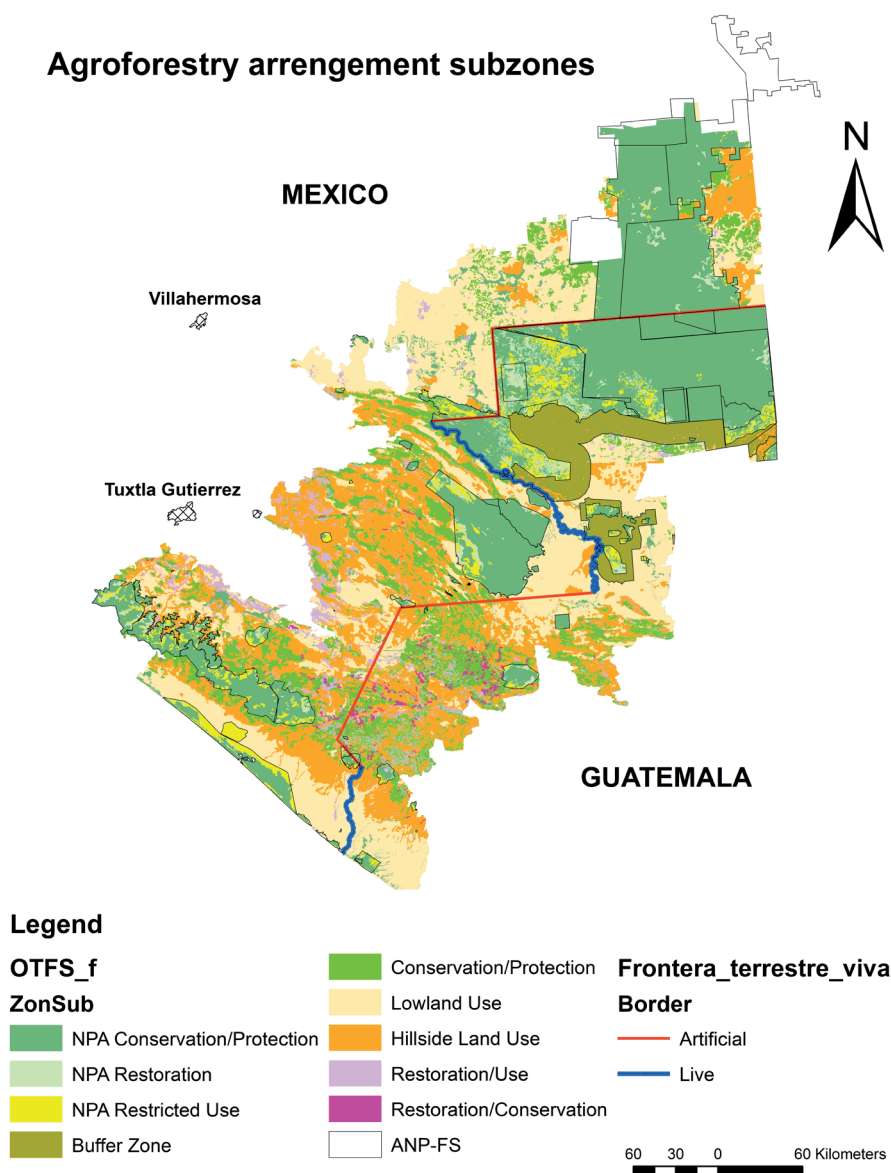 Agroforestry arrengement subzones
N
MEXICO
Villahermosa
Tuxtla Gutierrez
GUATEMALA
Legend
OTFS_f
ZonSub
NPA Conservation/Protection
NPA Restoration
NPA Restricted Use
Buffer Zone
Conservation/Protection
Lowland Use
Hillside Land Use
Restoration/Use
Restoration/Conservation
ANP-FS
Frontera_terrestre_viva
Border
Artificial
Live
60 30 0 60 Kilometers